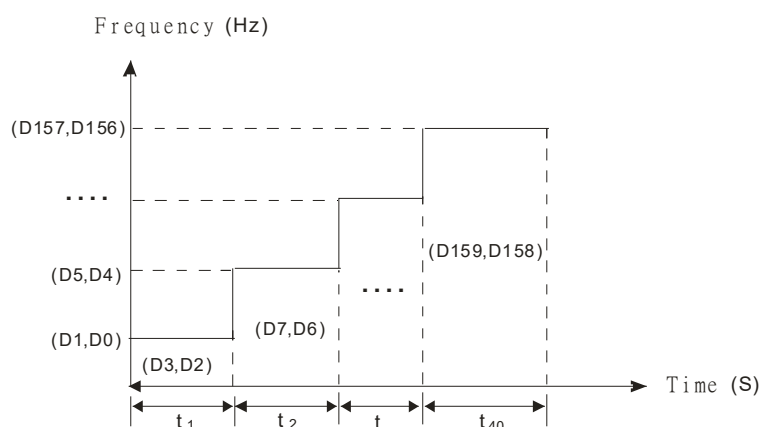 Frequency (Hz)
(D157,D156)
....
(D159,D158)
(D5,D4)
....
(D7,D6)
(D1,D0)
(D3,D2)
Time (S)
t1 t2 t t40